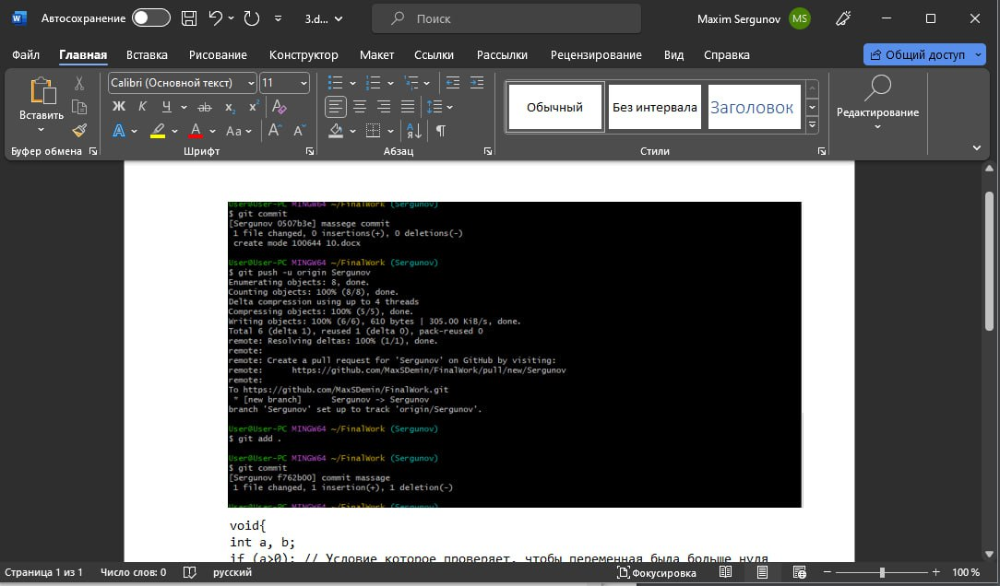 Автосохранение
3.d...
Поиск
Maxim Sergunov
MS
Файл Главная Вставка Рисование Конструктор Макет Ссылки Рассылки Рецензирование Вид Справка
Общий доступ
Вставить
Calibri (Основной текст) 11
Ж К Ч ab x₂ x²
A A Aa A A
Обычный
Без интервала
Заголовок
Редактирование
Буфер обмена Шрифт Абзац Стили
User@User-PC MINGW64 ~/FinalWork (Sergunov)
$ git commit
[Sergunov 0507b3e] massege commit
1 file changed, 0 insertions(+), 0 deletions(-)
create mode 100644 10.docx
User@User-PC MINGW64 ~/FinalWork (Sergunov)
$ git push -u origin Sergunov
Enumerating objects: 8, done.
Counting objects: 100% (8/8), done.
Delta compression using up to 4 threads
Compressing objects: 100% (5/5), done.
Writing objects: 100% (6/6), 610 bytes | 305.00 KiB/s, done.
Total 6 (delta 1), reused 1 (delta 0), pack-reused 0
remote: Resolving deltas: 100% (1/1), done.
remote:
remote: Create a pull request for 'Sergunov' on GitHub by visiting:
remote:      https://github.com/MaxSDemin/FinalWork/pull/new/Sergunov
remote:
To https://github.com/MaxSDemin/FinalWork.git
* [new branch]      Sergunov -> Sergunov
branch 'Sergunov' set up to track 'origin/Sergunov'.
User@User-PC MINGW64 ~/FinalWork (Sergunov)
$ git add .
User@User-PC MINGW64 ~/FinalWork (Sergunov)
$ git commit
[Sergunov f762b00] commit massage
1 file changed, 1 insertion(+), 1 deletion(-)
User@User-PC MINGW64 ~/FinalWork (Sergunov)
void{
int a, b;
if (a>0); // Условие которое проверяет, чтобы переменная была больше нуля
Страница 1 из 1 Число слов: 0 русский Фокусировка 100 %